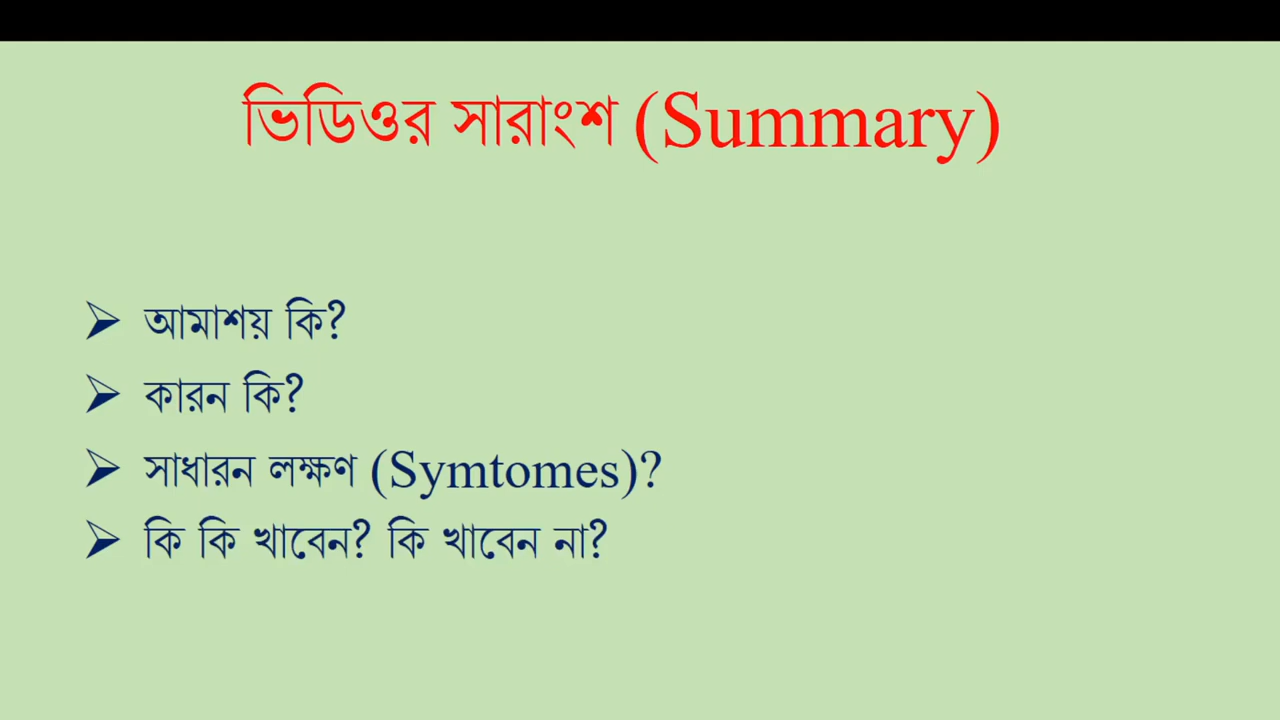 ভিডিওর সারাংশ (Summary)
আমাশয় কি?
কারন কি?
সাধারন লক্ষণ (Symtomes)?
কি কি খাবেন? কি খাবেন না?